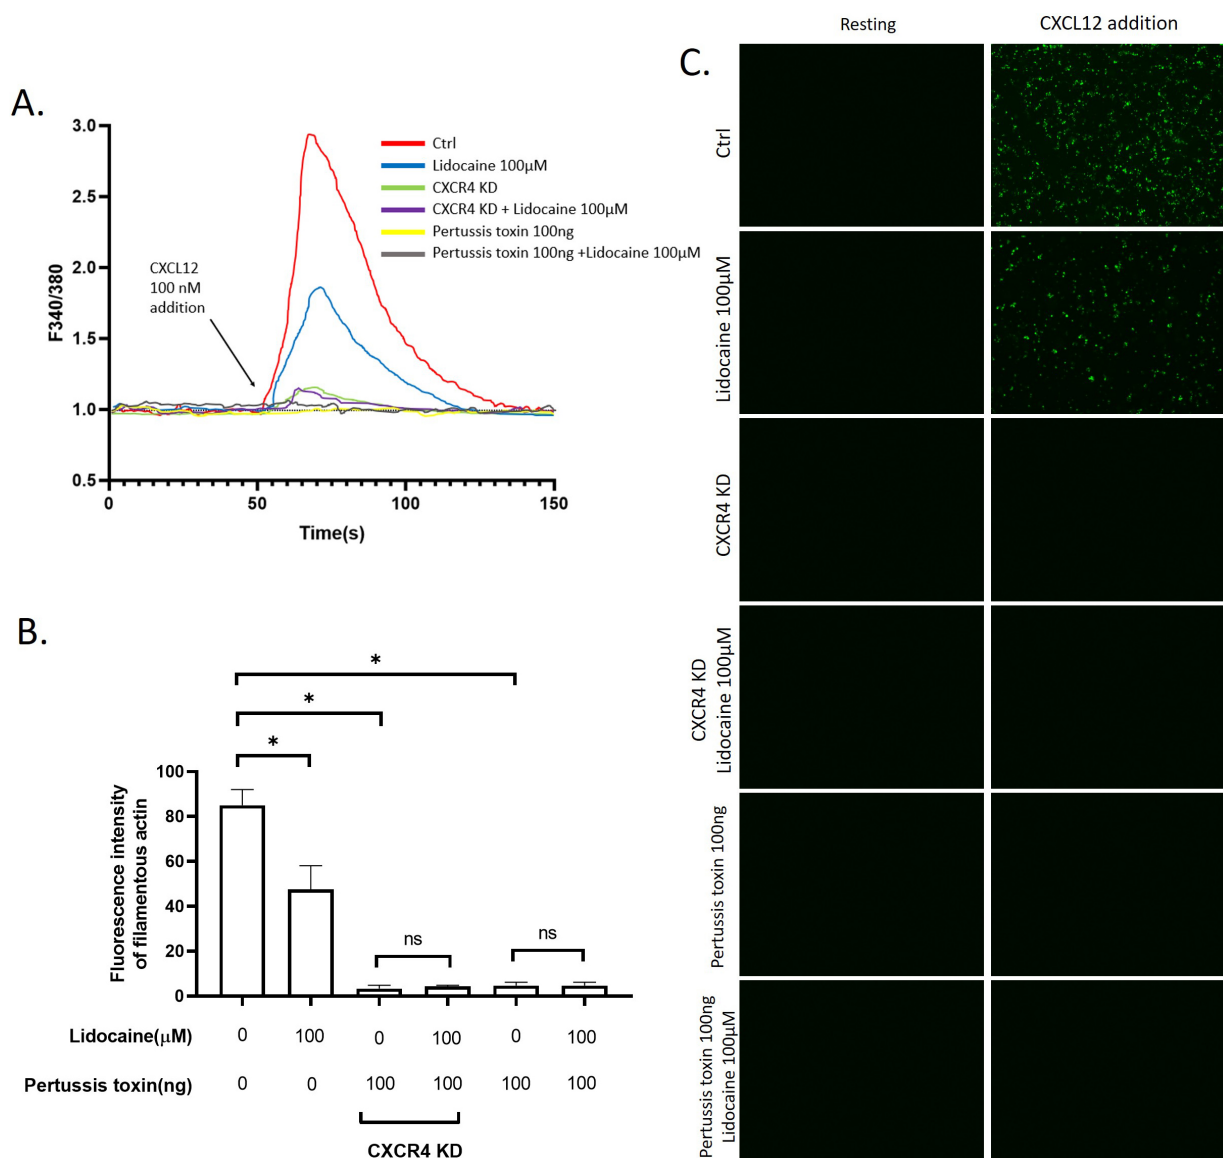 A.
3.0
2.5
2.0
1.5
1.0
0.5
F340/380
0
50
100
150
Time(s)
CXCL12
100 nM
addition
Ctrl
Lidocaine 100µM
CXCR4 KD
CXCR4 KD + Lidocaine 100µM
Pertussis toxin 100ng
Pertussis toxin 100ng +Lidocaine 100µM
B.
*
*
*
ns
ns
100
80
60
40
20
0
Fluorescence intensity
of filamentous actin
Lidocaine(µM)
0
100
0
100
0
100
Pertussis toxin(ng)
0
0
100
100
100
100
CXCR4 KD
C.
Resting
CXCL12 addition
Ctrl
Lidocaine 100µM
CXCR4 KD
CXCR4 KD
Lidocaine 100µM
Pertussis toxin 100ng
Pertussis toxin 100ng
Lidocaine 100µM